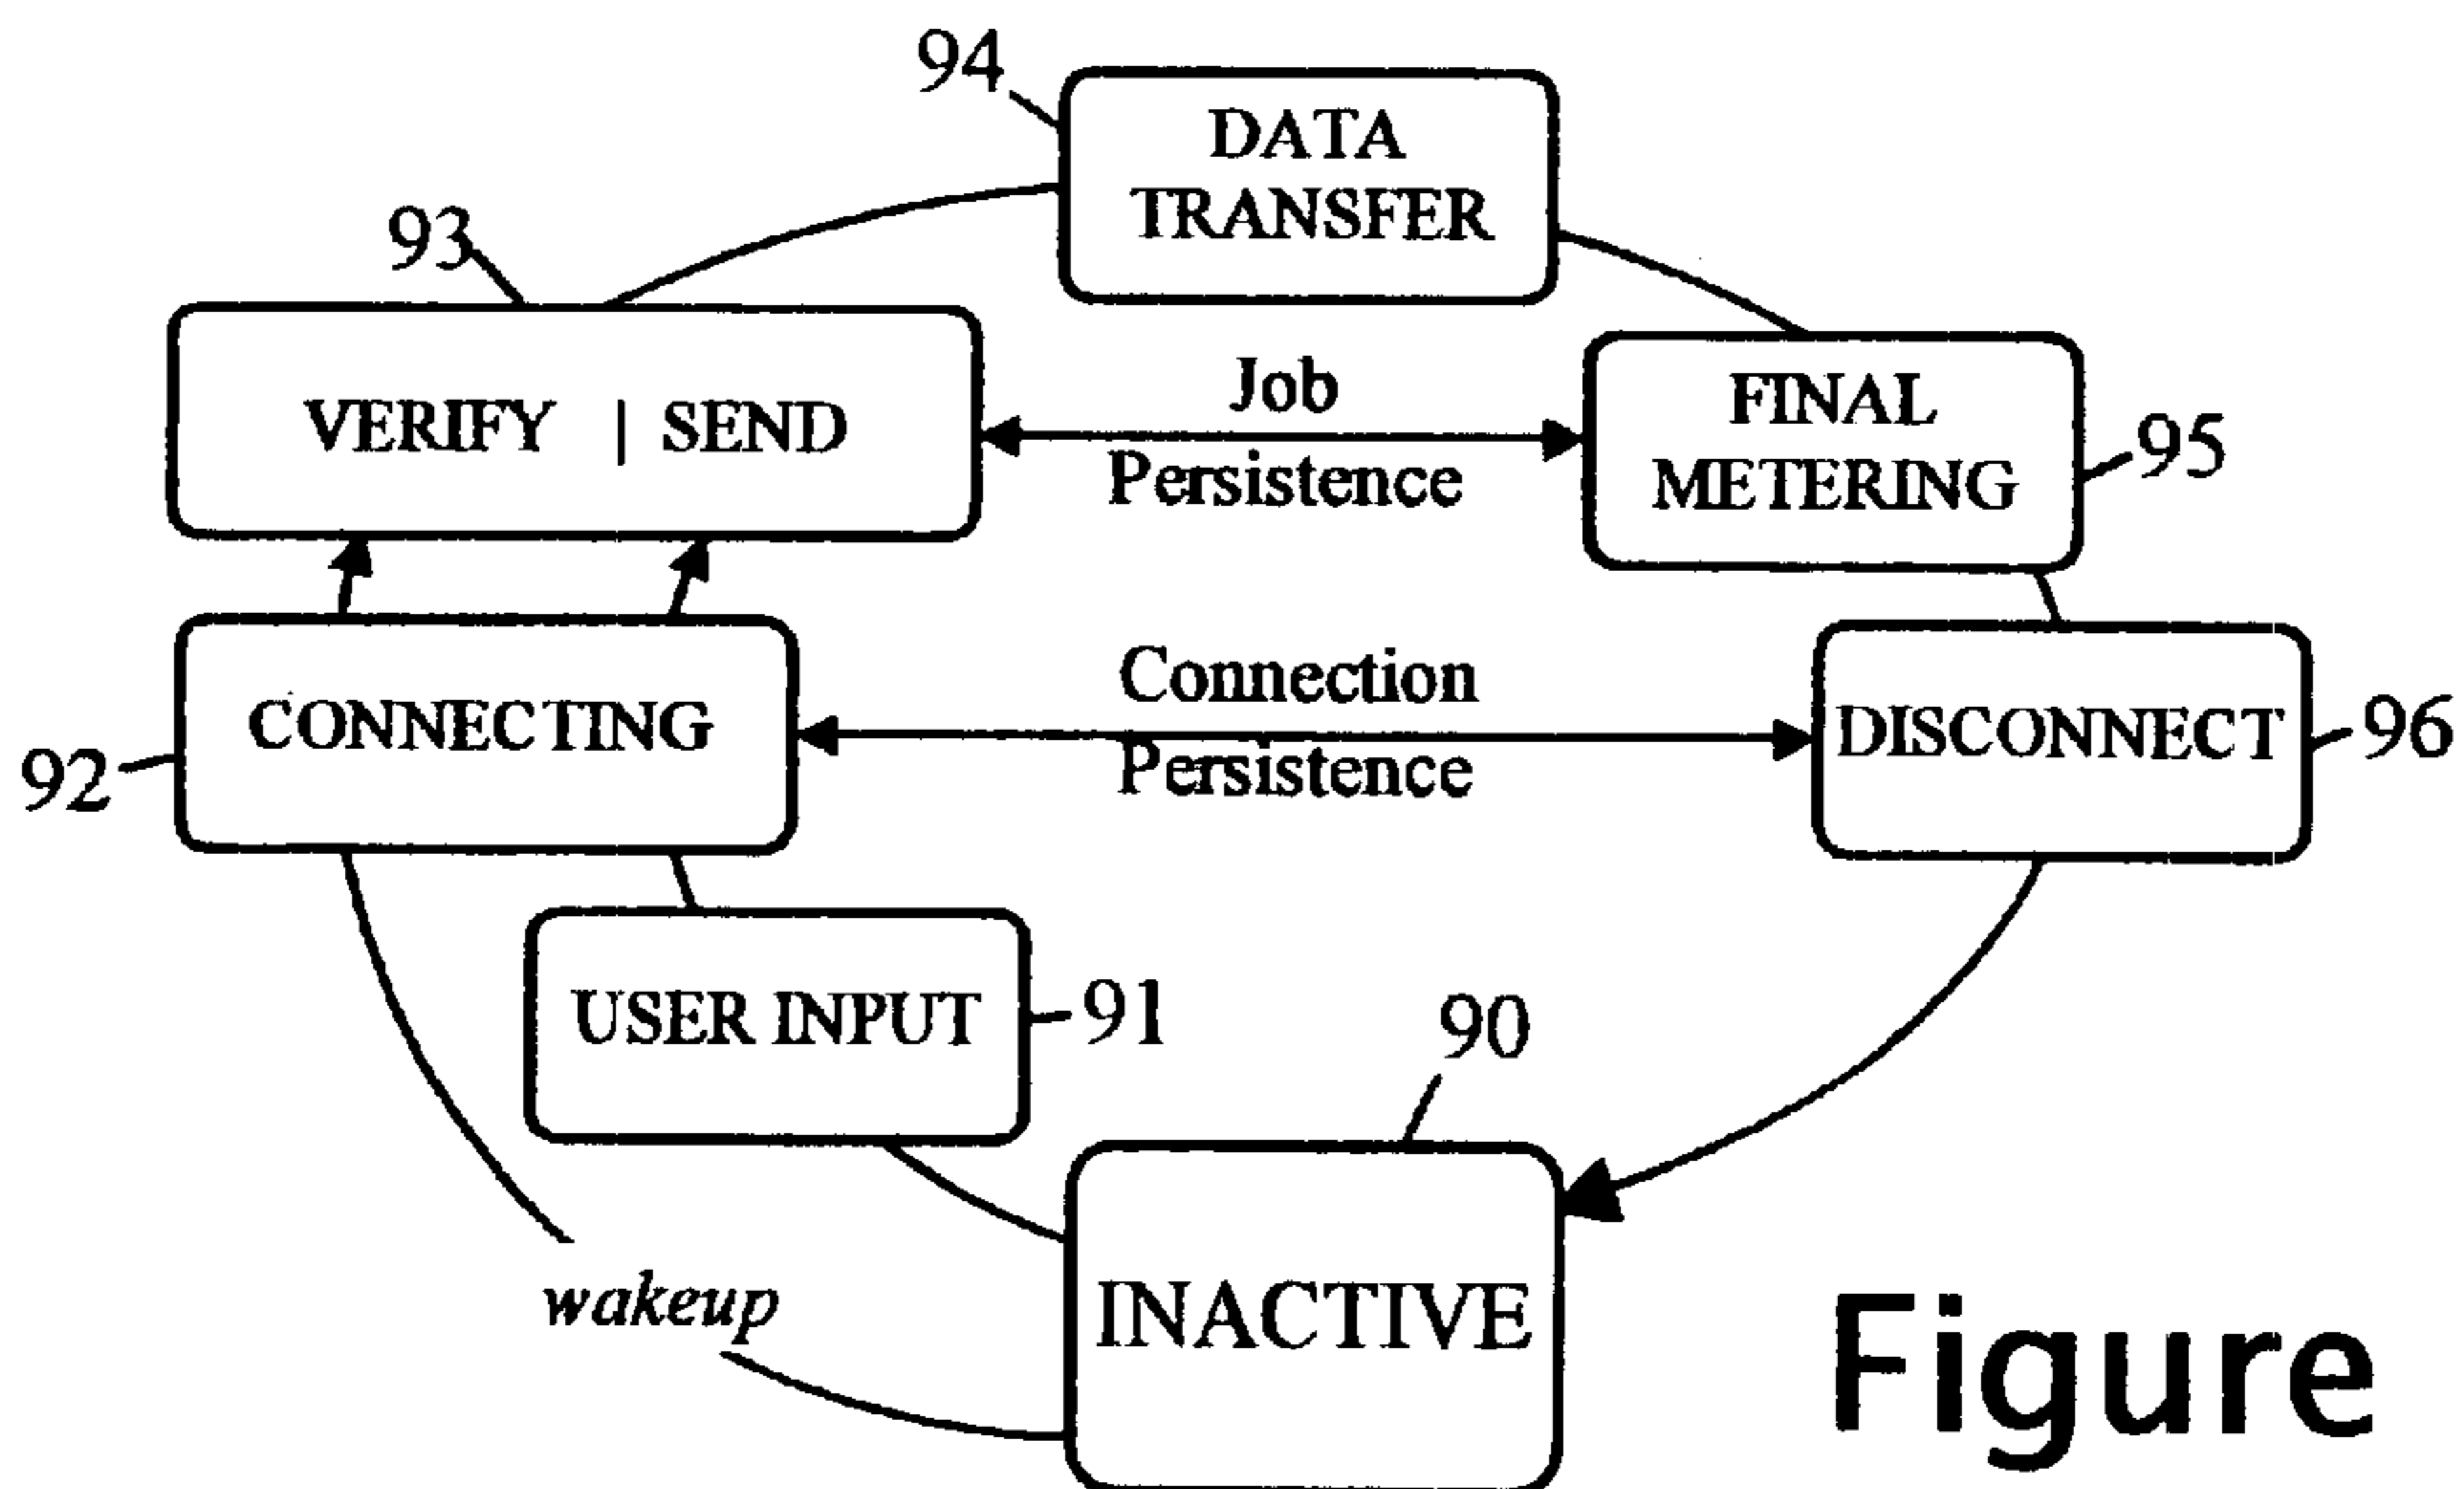 94
DATA
TRANSFER
93
VERIFY | SEND
Job
Persistence
FINAL
METERING
95
CONNECTING
92
Connection
Persistence
DISCONNECT
96
USER INPUT
91
90
wakeup
INACTIVE
Figure